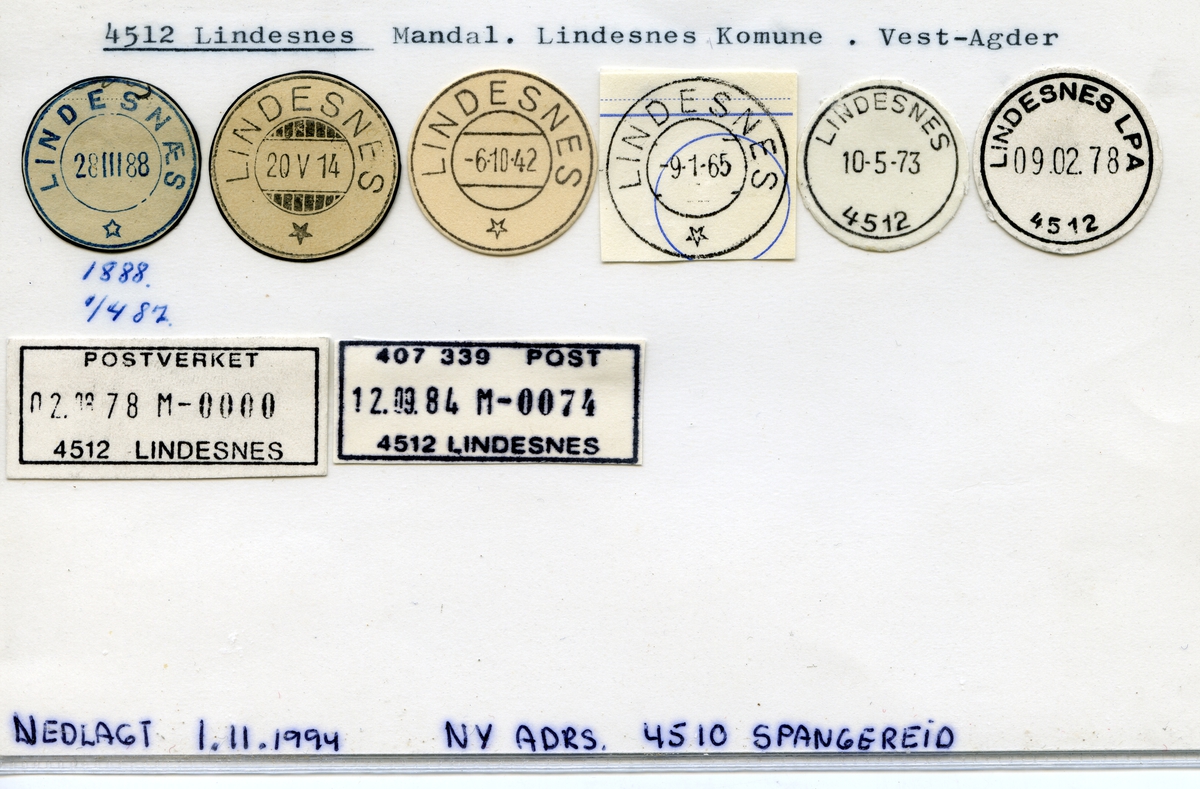 4512 Lindesnes Mandal. Lindesnes Komune . Vest-Agder
LINDESNÆS
28 III 88
LINDESNES
20 V 14
LINDESNES
-6-10-42
LINDESNES
-9-1-65
LINDESNES
10-5-73
4512
LINDESNES LPA
09.02.78
4512
1888.
1/4 87.
POSTVERKET
02. 78 M-0000
4512 LINDESNES
407 339 POST
12.09.84 M-0074
4512 LINDESNES
NEDLAGT 1.11.1994 NY ADRS. 4510 SPANGEREID